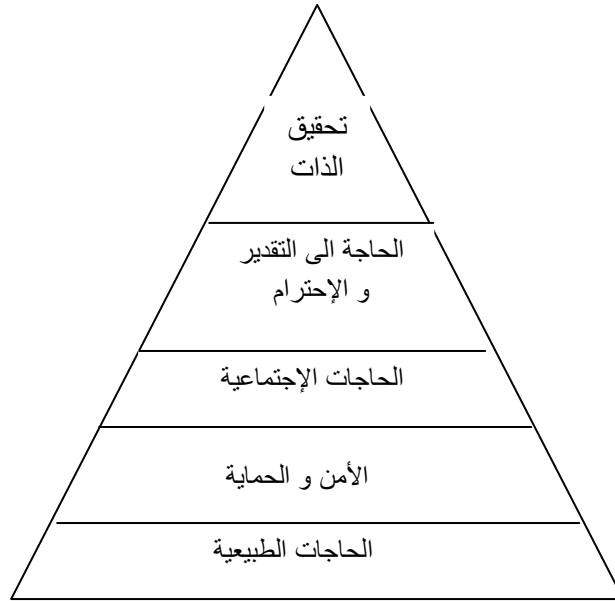 تحقيق
الذات
الحاجة الى التقدير
و الإحترام
الحاجات الإجتماعية
الأمن و الحماية
الحاجات الطبيعية